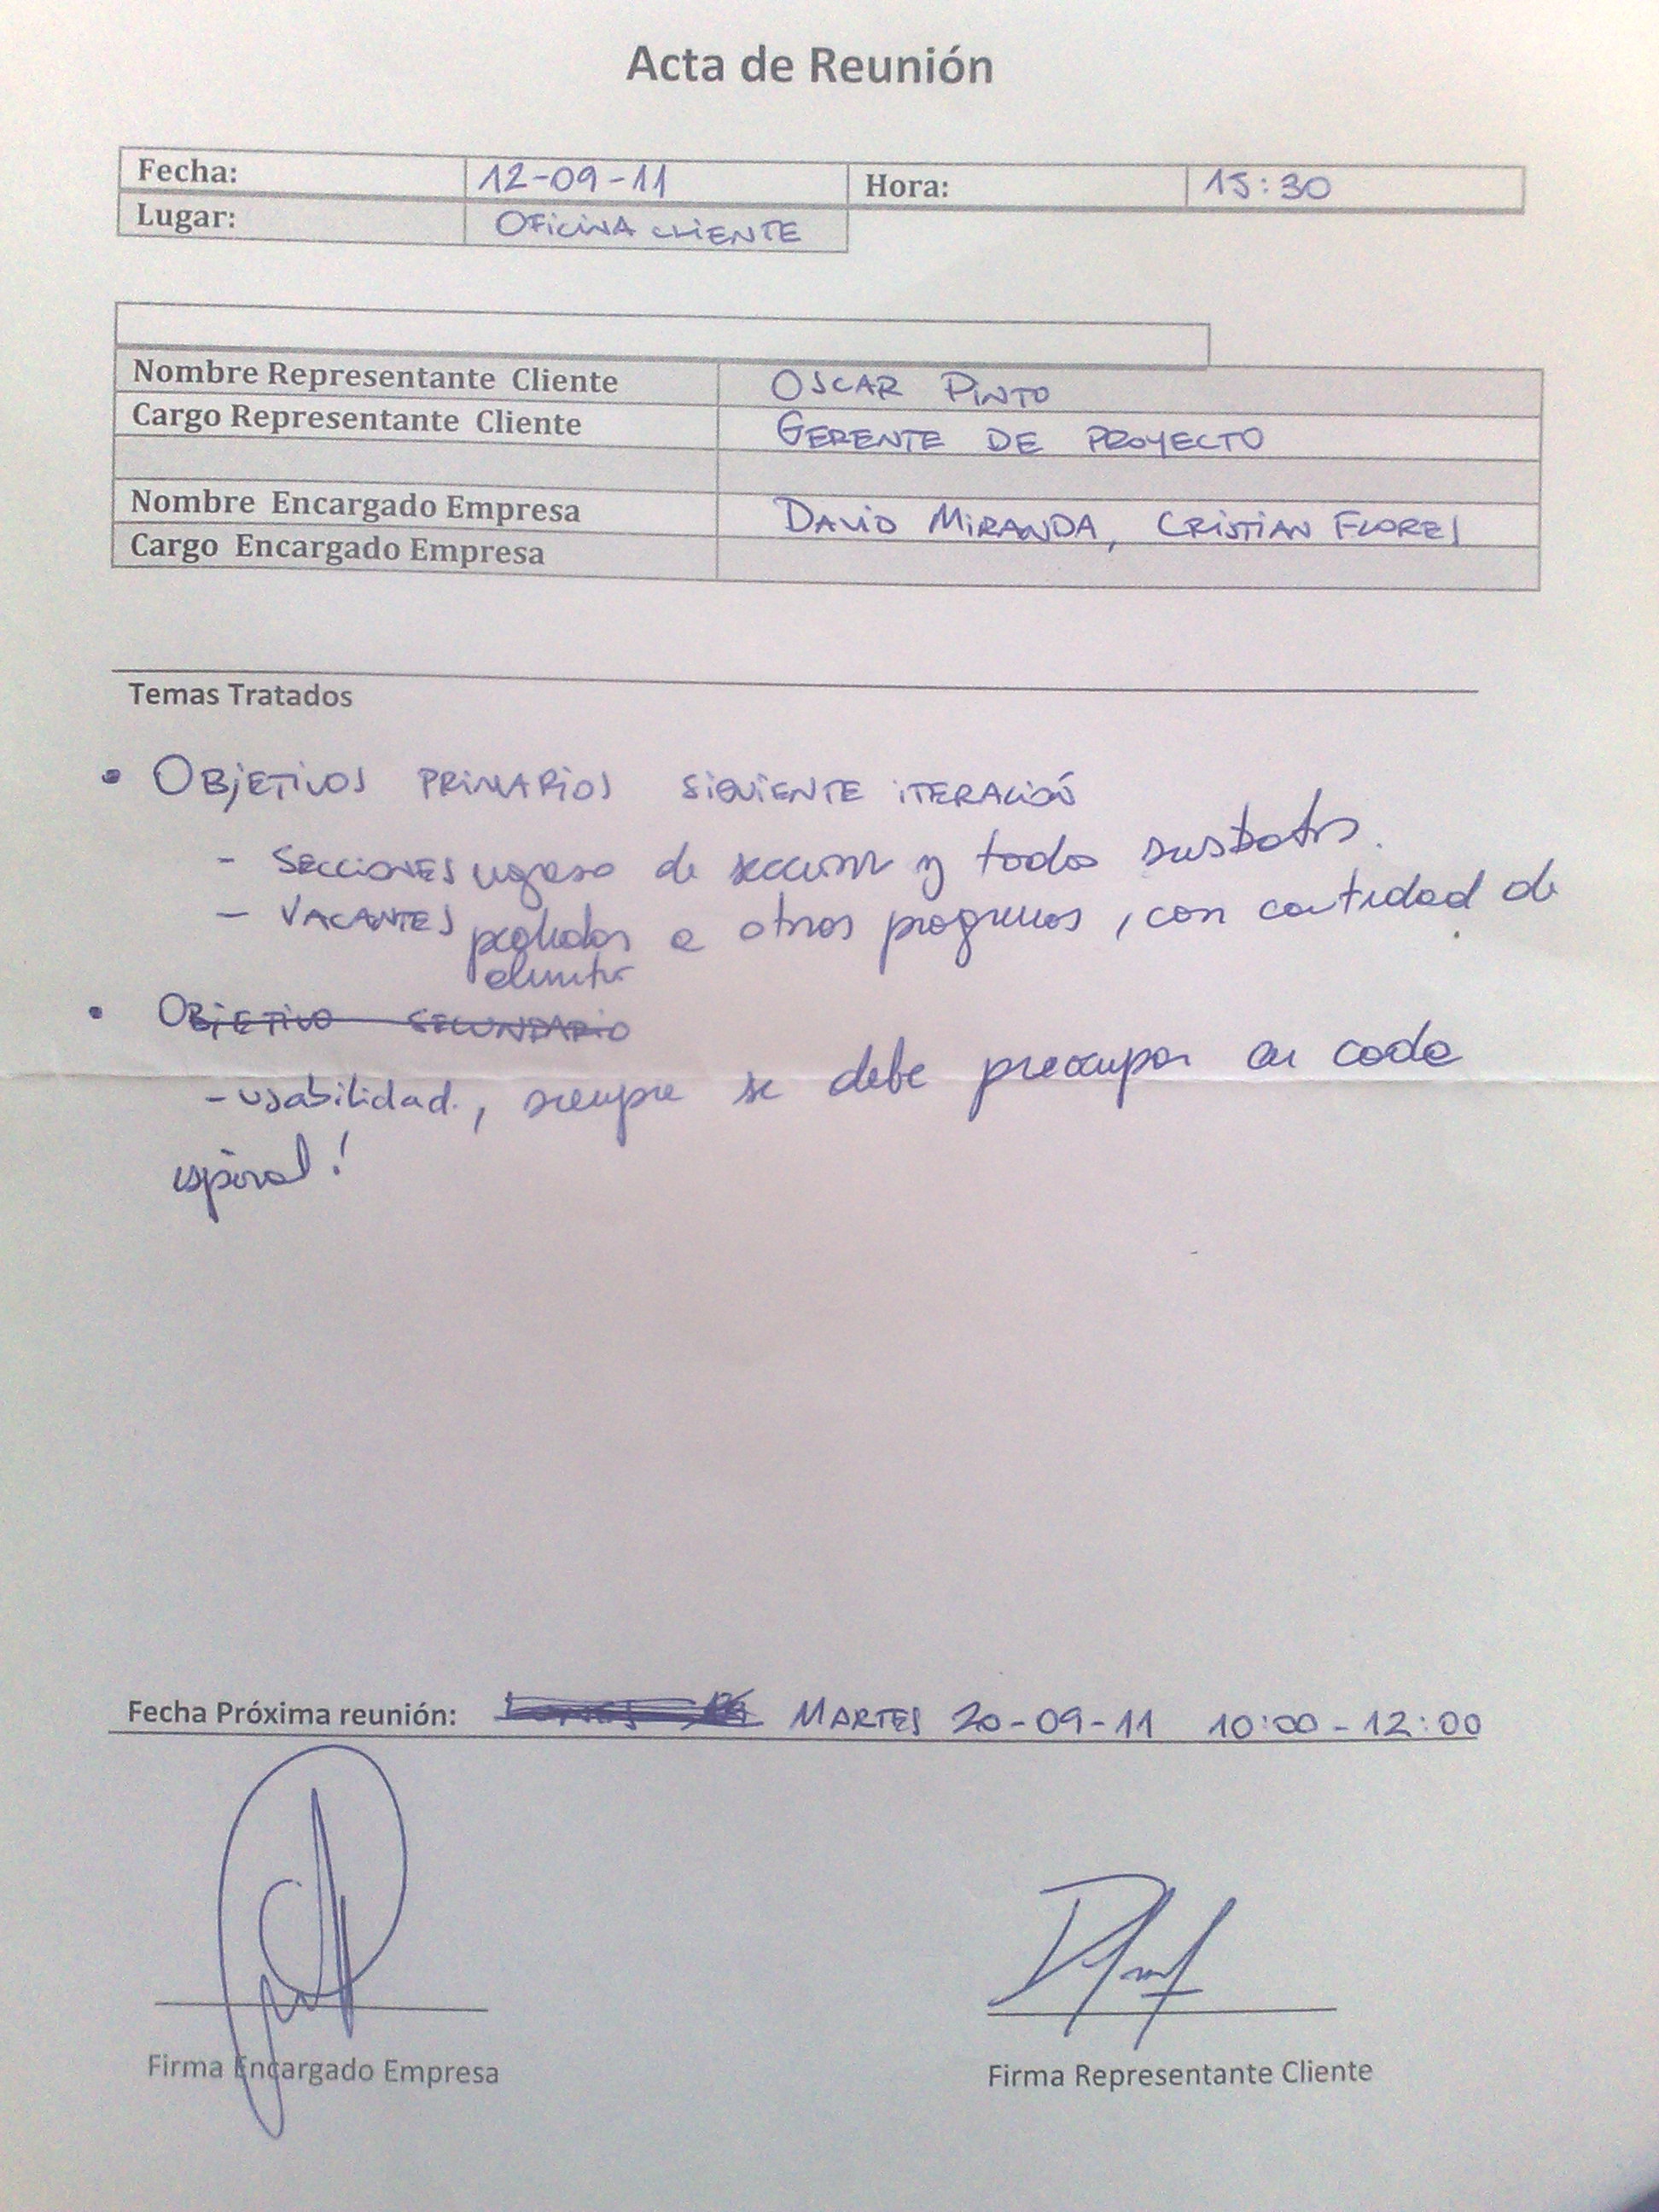 Acta de Reunión
Fecha: 12-09-11 Hora: 15:30
Lugar: OFICINA CLIENTE
Nombre Representante Cliente OSCAR PINTO
Cargo Representante Cliente GERENTE DE PROYECTO
Nombre Encargado Empresa DAVID MIRANDA, CRISTIAN FLORES
Cargo Encargado Empresa
Temas Tratados
• OBJETIVOS PRIMARIOS SIGUIENTE ITERACIÓN
- SECCIONES ingreso de seccion y todos sus datos.
- VACANTES a otros programas, con cantidad de
• OBJETIVO SECUNDARIO
- usabilidad, siempre se debe preocupar en cada
espiral!
Fecha Próxima reunión: MARTES 20-09-11 10:00-12:00
Firma Encargado Empresa Firma Representante Cliente